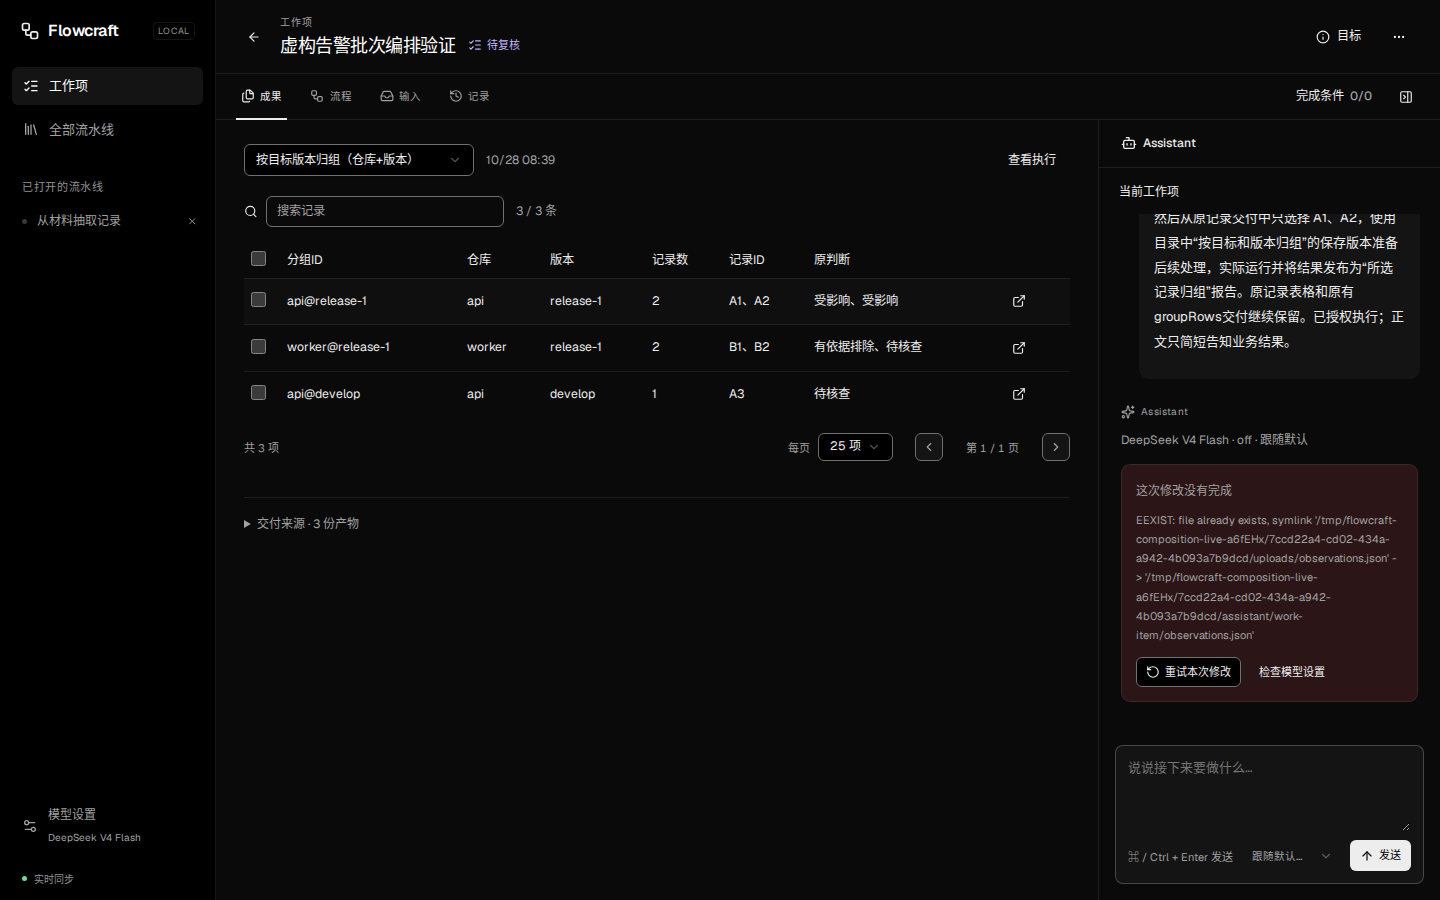 Flowcraft
LOCAL
工作项
全部流水线
已打开的流水线
从材料抽取记录
模型设置
DeepSeek V4 Flash
实时同步
工作项
虚构告警批次编排验证
待复核
目标
成果
流程
输入
记录
完成条件 0/0
按目标版本归组（仓库+版本）
10/28 08:39
查看执行
搜索记录
3 / 3 条
分组ID 仓库 版本 记录数 记录ID 原判断
api@release-1 api release-1 2 A1、A2 受影响、受影响
worker@release-1 worker release-1 2 B1、B2 有依据排除、待核查
api@develop api develop 1 A3 待核查
共 3 项
每页
25 项
第 1 / 1 页
交付来源 · 3 份产物
Assistant
当前工作项
然后从原记录交付中只选择 A1、A2，使用
目录中“按目标和版本归组”的保存版本准备
后续处理，实际运行并将结果发布为“所选
记录归组”报告。原记录表格和原有
groupRows交付继续保留。已授权执行；正
文只简短告知业务结果。
Assistant
DeepSeek V4 Flash · off · 跟随默认
这次修改没有完成
EEXIST: file already exists, symlink '/tmp/flowcraft-
composition-live-a6fEHx/7ccd22a4-cd02-434a-
a942-4b093a7b9dcd/uploads/observations.json' -
> '/tmp/flowcraft-composition-live-
a6fEHx/7ccd22a4-cd02-434a-a942-
4b093a7b9dcd/assistant/work-
item/observations.json'
重试本次修改
检查模型设置
说说接下来要做什么...
⌘ / Ctrl + Enter 发送
跟随默认...
发送